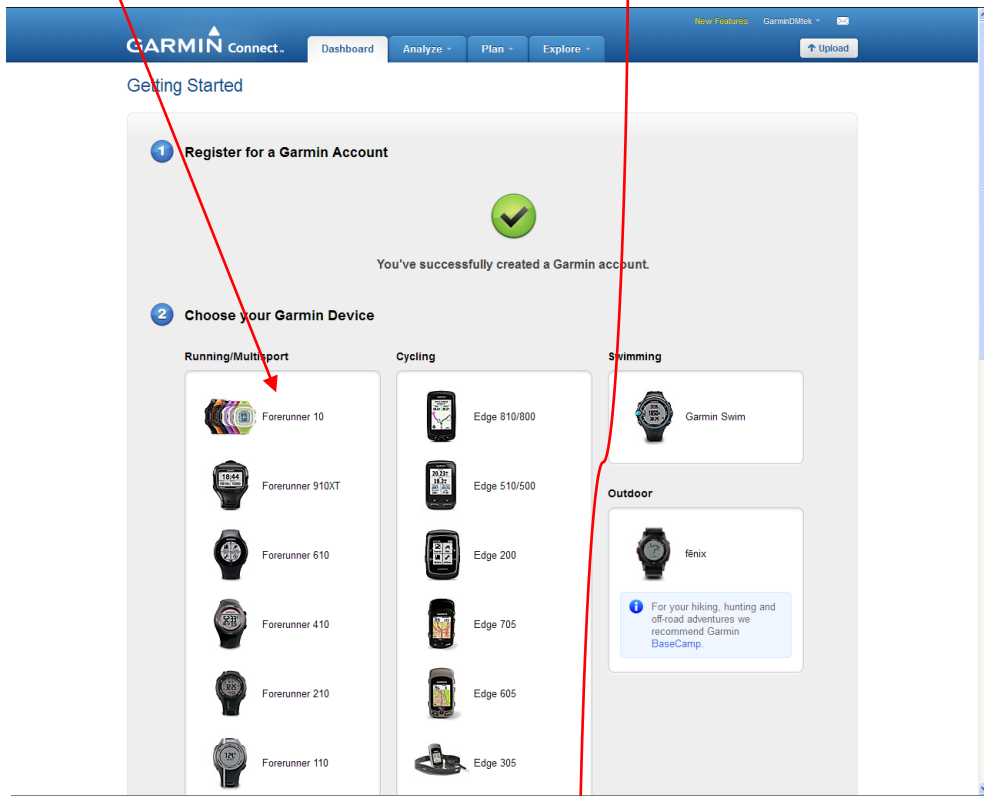 New Features GarminDMtek
GARMIN Connect™
Dashboard Analyze Plan Explore
Upload
Getting Started
1 Register for a Garmin Account
You've successfully created a Garmin account.
2 Choose your Garmin Device
Running/Multisport
Forerunner 10
Forerunner 910XT
Forerunner 610
Forerunner 410
Forerunner 210
Forerunner 110
Cycling
Edge 810/800
Edge 510/500
Edge 200
Edge 705
Edge 605
Edge 305
Swimming
Garmin Swim
Outdoor
fēnix
For your hiking, hunting and
off-road adventures we
recommend Garmin
BaseCamp.